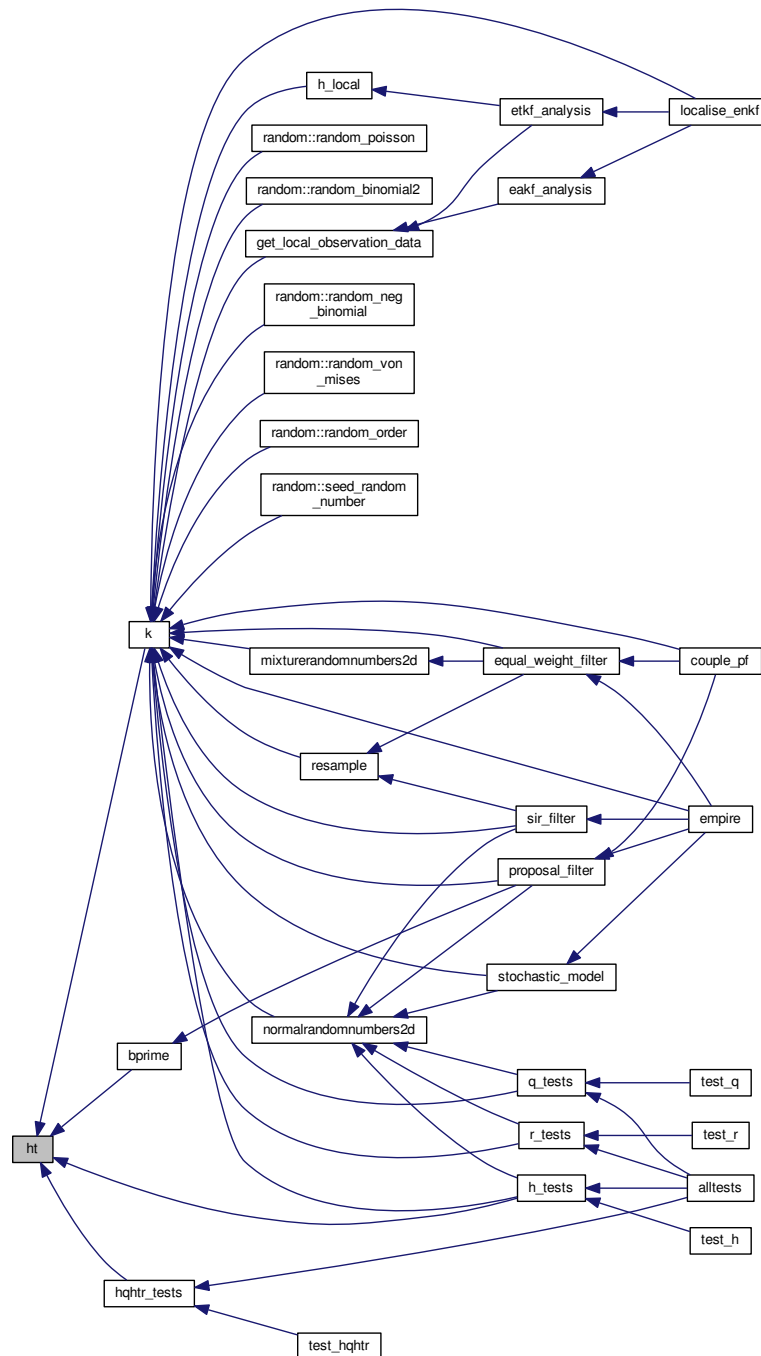 h_local
etkf_analysis
localise_enkf
random::random_poisson
random::random_binomial2
eakf_analysis
get_local_observation_data
random::random_neg
_binomial
random::random_von
_mises
random::random_order
random::seed_random
_number
k
mixturerandomnumbers2d
equal_weight_filter
couple_pf
resample
sir_filter
empire
proposal_filter
stochastic_model
normalrandomnumbers2d
bprime
q_tests
test_q
ht
r_tests
test_r
h_tests
alltests
test_h
hqhtr_tests
test_hqhtr